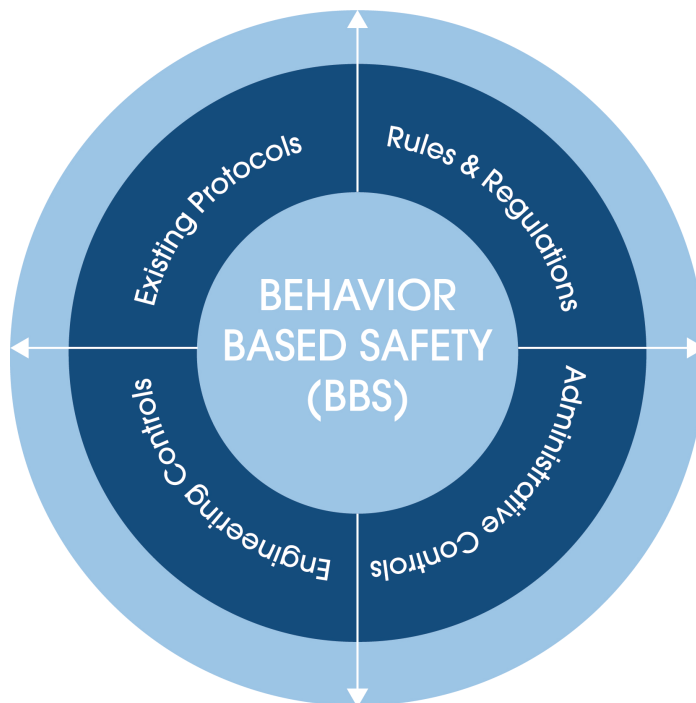 Existing Protocols
Rules & Regulations
BEHAVIOR
BASED SAFETY
(BBS)
Engineering Controls
Administrative Controls